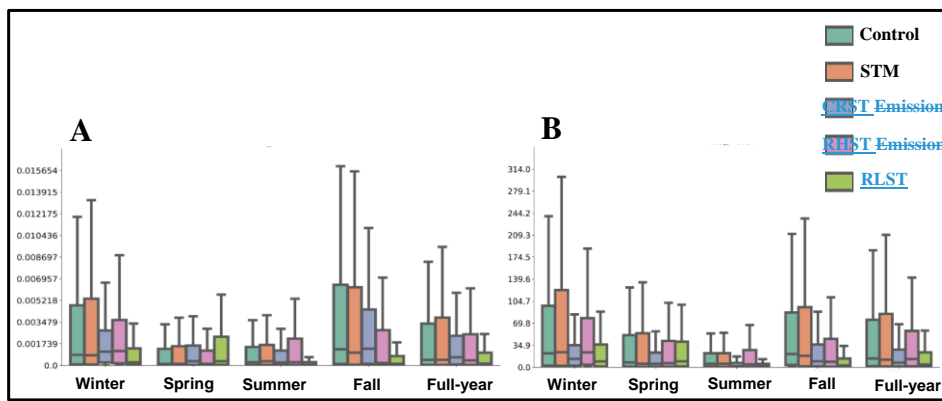 Control
STM
CRST Emission
RHST Emission
RLST
A
B
0.015654
0.013915
0.012175
0.010436
0.008697
0.006957
0.005218
0.003479
0.001739
0.0
Winter Spring Summer Fall Full-year
314.0
279.1
244.2
209.3
174.5
139.6
104.7
69.8
34.9
0.0
Winter Spring Summer Fall Full-year